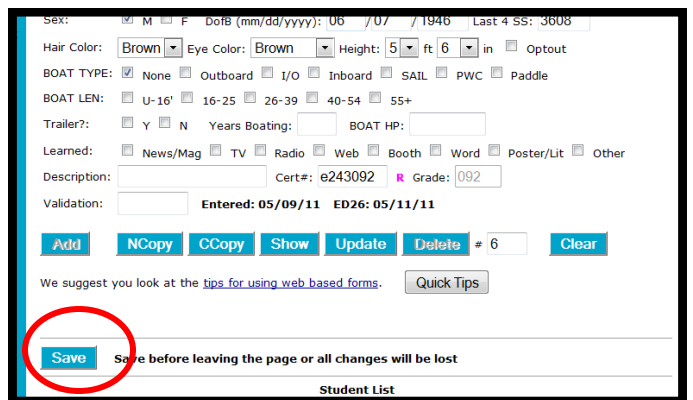 Sex: M F DofB (mm/dd/yyyy): 06 /07 /1946 Last 4 SS: 3608
Hair Color: Brown Eye Color: Brown Height: 5 ft 6 in Optout
BOAT TYPE: None Outboard I/O Inboard SAIL PWC Paddle
BOAT LEN: U-16' 16-25 26-39 40-54 55+
Trailer?: Y N Years Boating: BOAT HP:
Learned: News/Mag TV Radio Web Booth Word Poster/Lit Other
Description: Cert#: e243092 R Grade: 092
Validation: Entered: 05/09/11 ED26: 05/11/11
Add NCopy CCopy Show Update Delete # 6 Clear
We suggest you look at the tips for using web based forms. Quick Tips
Save Save before leaving the page or all changes will be lost
Student List